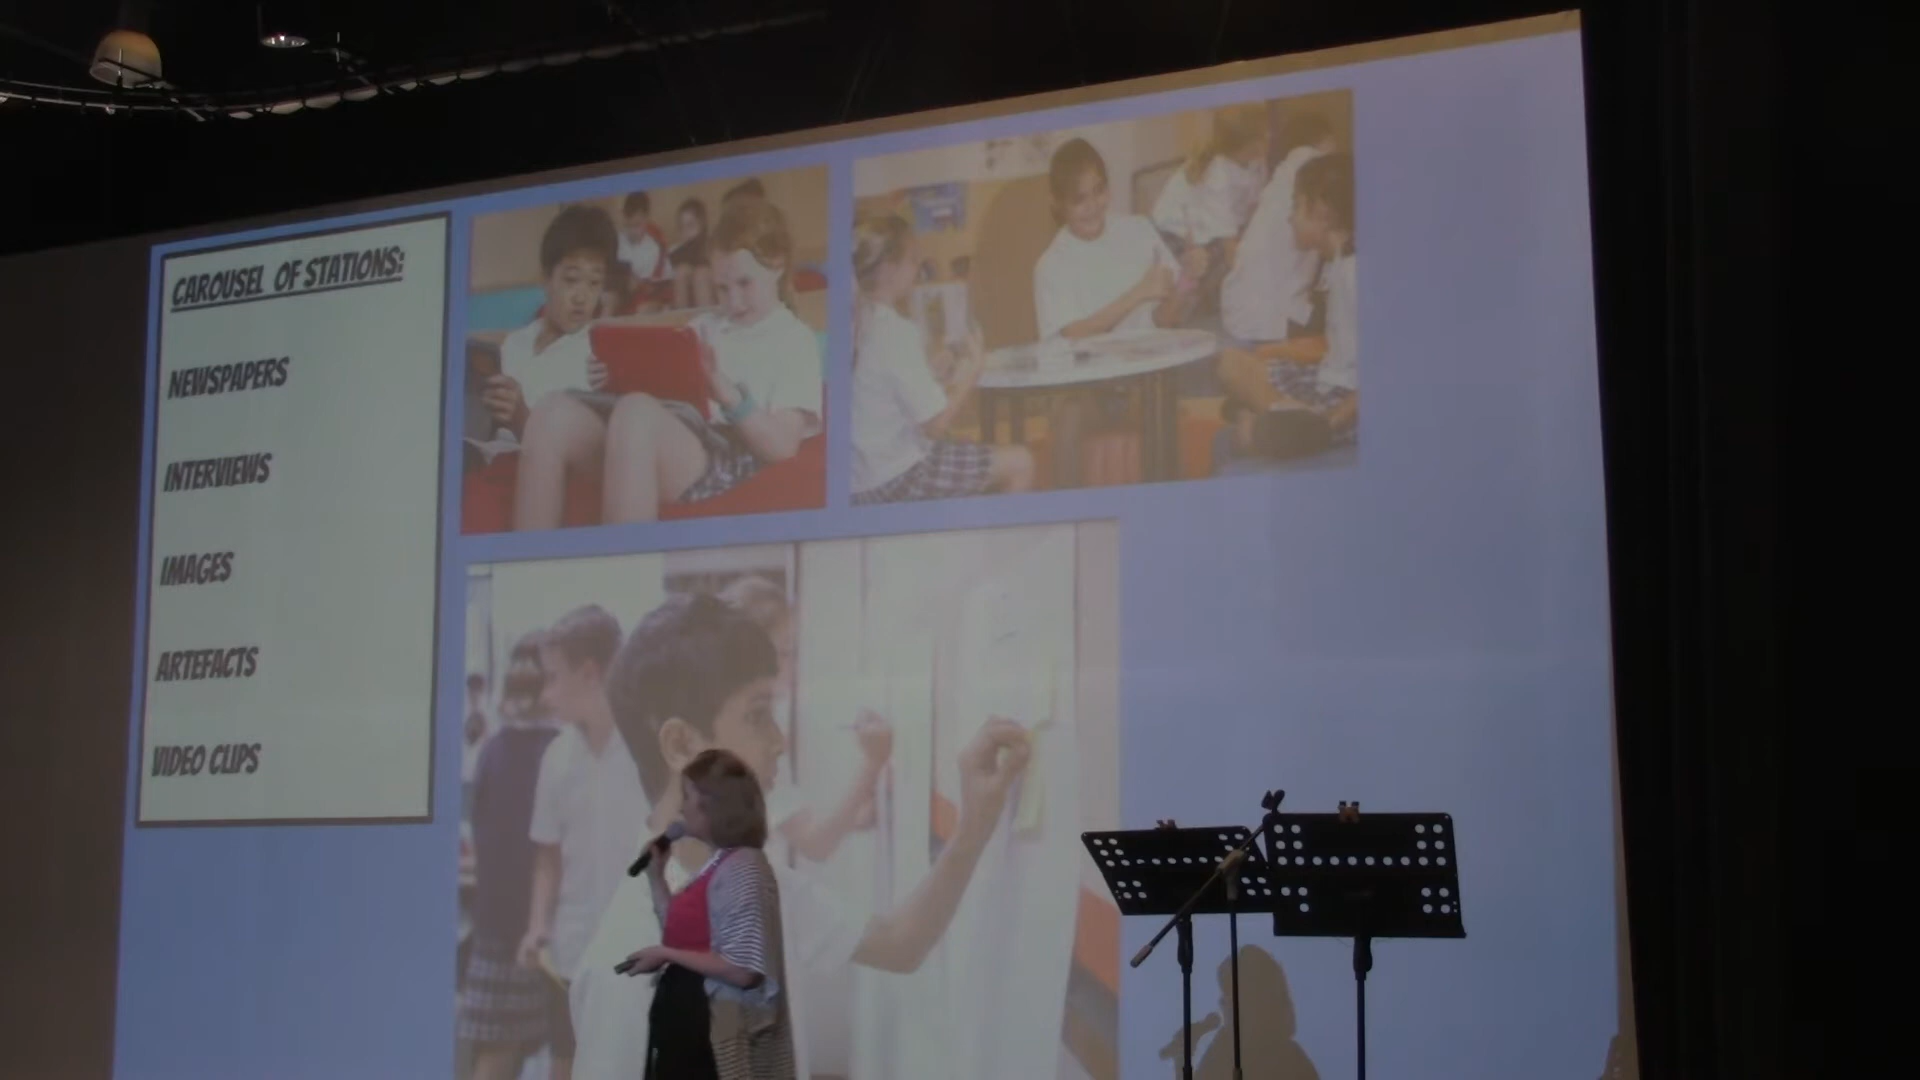 CAROUSEL OF STATIONS:
NEWSPAPERS
INTERVIEWS
IMAGES
ARTEFACTS
VIDEO CLIPS